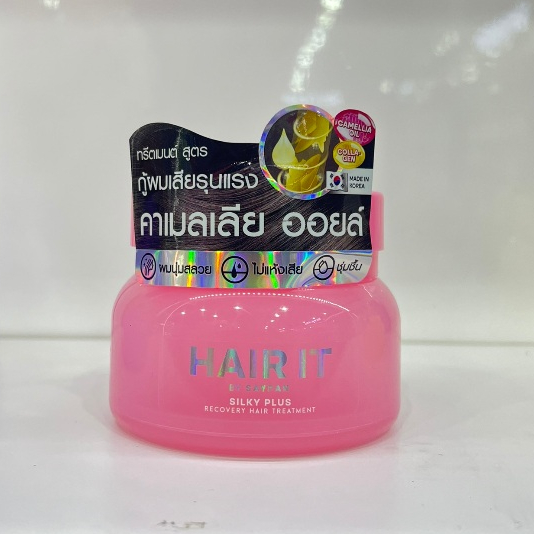 CAMELLIA
OIL
COLLA
GEN
MADE IN
KOREA
ทรีตเมนต์ สูตร
กู้ผมเสียรุนแรง
คาเมลเลีย ออยล์
ผมนุ่มสลวย
ไม่แห้งเสีย
ชุ่มชื้น
HAIR IT
SILKY PLUS
RECOVERY HAIR TREATMENT